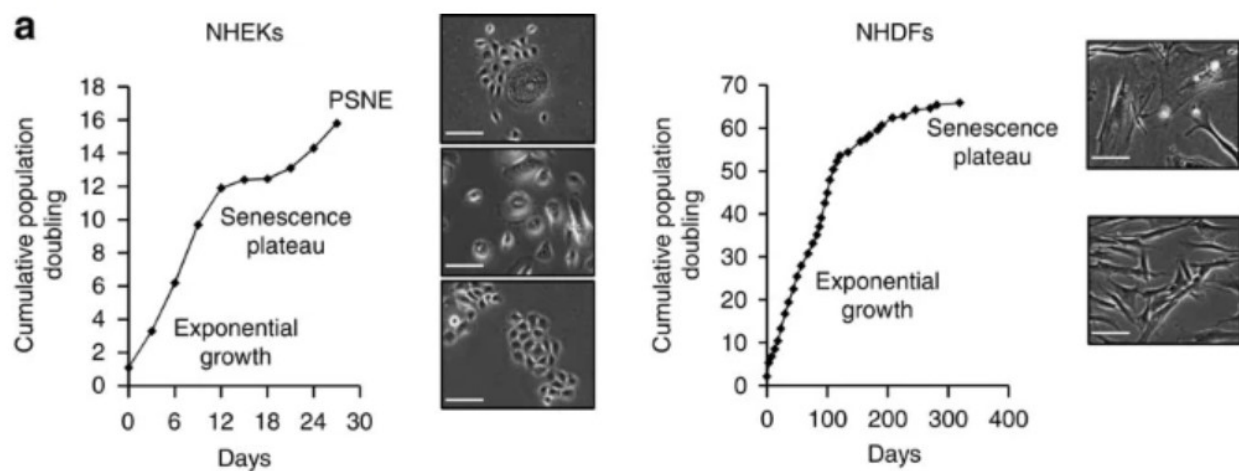 a
NHEKs
Cumulative population
doubling
18
16
14
12
10
8
6
4
2
0
PSNE
Senescence
plateau
Exponential
growth
0 6 12 18 24 30
Days
NHDFs
Cumulative population
doubling
70
60
50
40
30
20
10
0
Senescence
plateau
Exponential
growth
0 100 200 300 400
Days